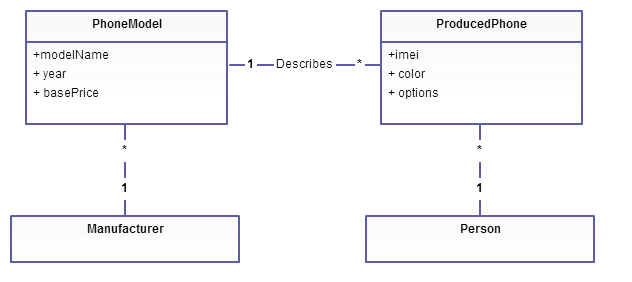 PhoneModel
+modelName
+ year
+ basePrice
1 Describes *
ProducedPhone
+imei
+ color
+ options
*
1
Manufacturer
*
1
Person